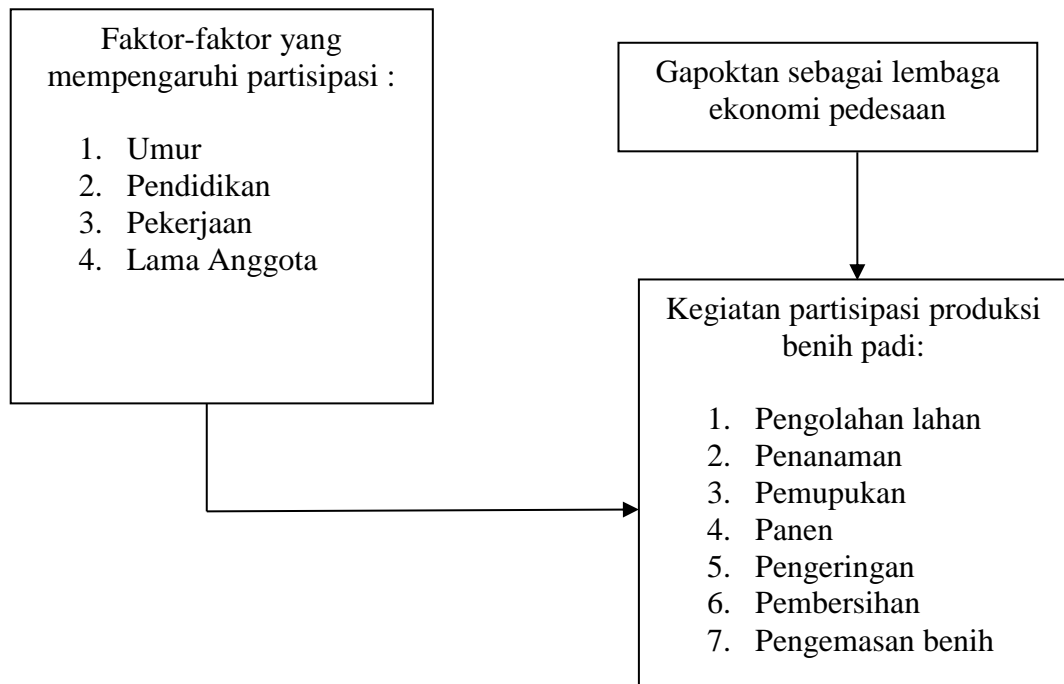 Faktor-faktor yang
mempengaruhi partisipasi :
1. Umur
2. Pendidikan
3. Pekerjaan
4. Lama Anggota
Gapoktan sebagai lembaga
ekonomi pedesaan
Kegiatan partisipasi produksi
benih padi:
1. Pengolahan lahan
2. Penanaman
3. Pemupukan
4. Panen
5. Pengeringan
6. Pembersihan
7. Pengemasan benih